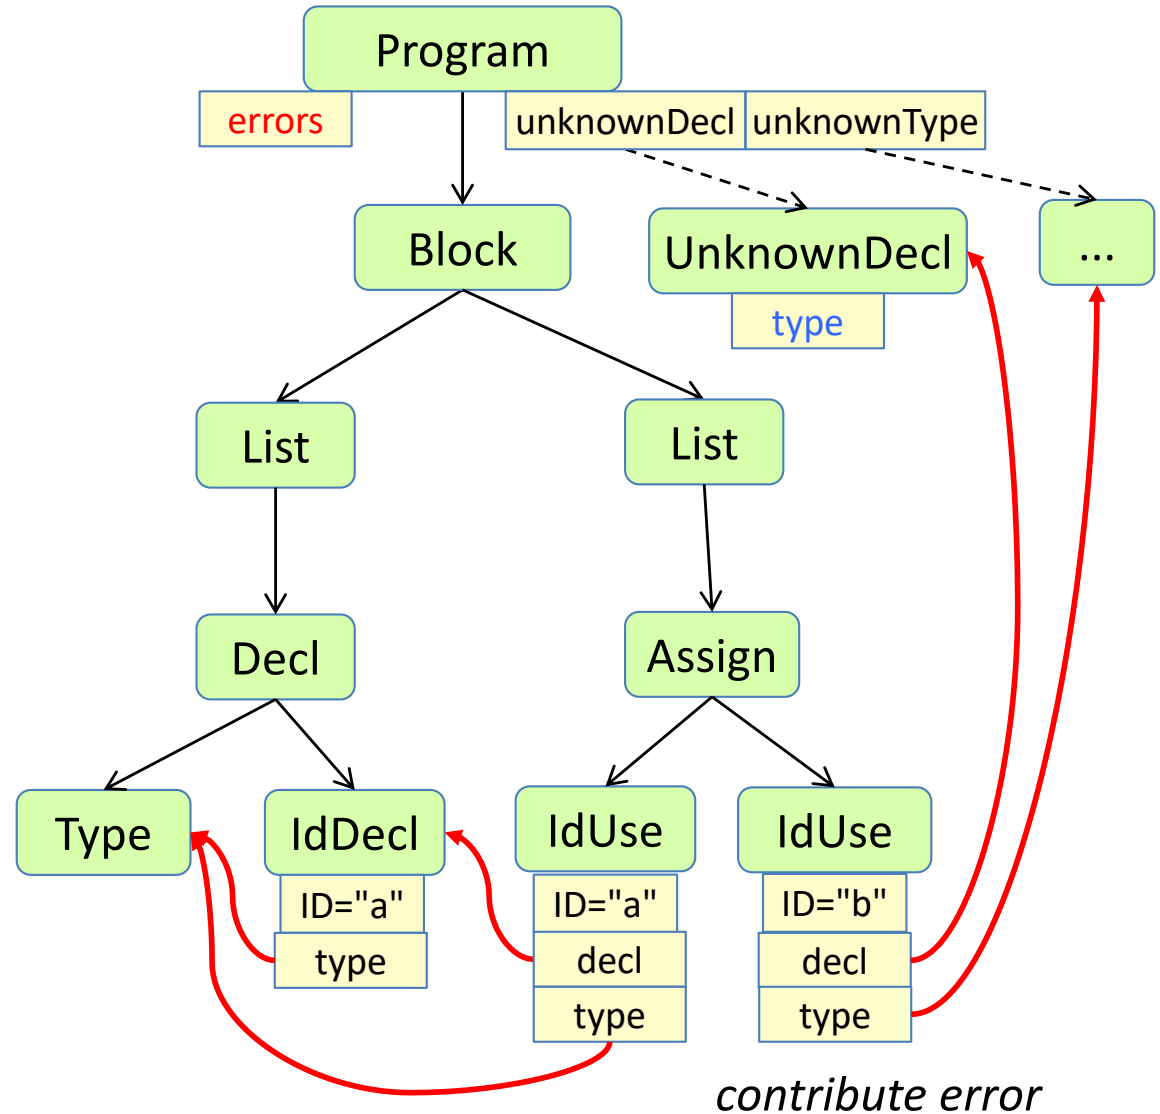 Program
errors
unknownDecl
unknownType
Block
UnknownDecl
...
type
List
List
Decl
Assign
Type
IdDecl
IdUse
IdUse
ID="a"
ID="a"
ID="b"
type
decl
decl
type
type
contribute error